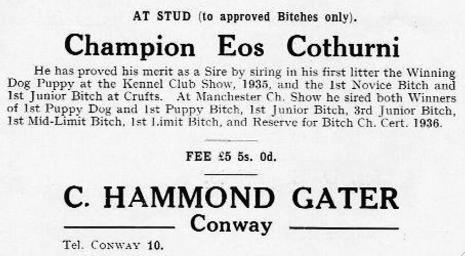 AT STUD (to approved Bitches only).
Champion Eos Cothurni
He has proved his merit as a Sire by siring in his first litter the Winning
Dog Puppy at the Kennel Club Show, 1935, and the 1st Novice Bitch and
1st Junior Bitch at Crufts. At Manchester Ch. Show he sired both Winners
of 1st Puppy Dog and 1st Puppy Bitch, 1st Junior Bitch, 3rd Junior Bitch,
1st Mid-Limit Bitch, 1st Limit Bitch, and Reserve for Bitch Ch. Cert. 1936.
FEE £5 5s. 0d.
C. HAMMOND GATER
Conway
Tel. CONWAY 10.